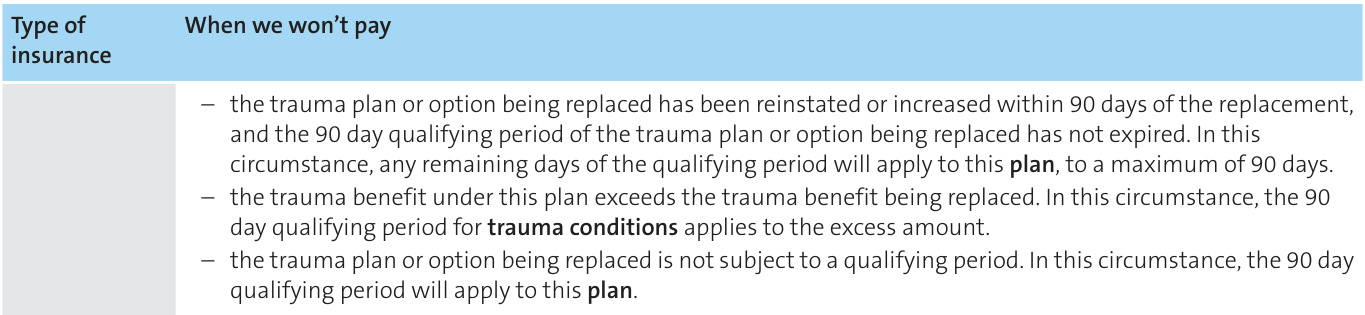 Type of
insurance
When we won't pay
– the trauma plan or option being replaced has been reinstated or increased within 90 days of the replacement,
and the 90 day qualifying period of the trauma plan or option being replaced has not expired. In this
circumstance, any remaining days of the qualifying period will apply to this plan, to a maximum of 90 days.
– the trauma benefit under this plan exceeds the trauma benefit being replaced. In this circumstance, the 90
day qualifying period for trauma conditions applies to the excess amount.
– the trauma plan or option being replaced is not subject to a qualifying period. In this circumstance, the 90 day
qualifying period will apply to this plan.